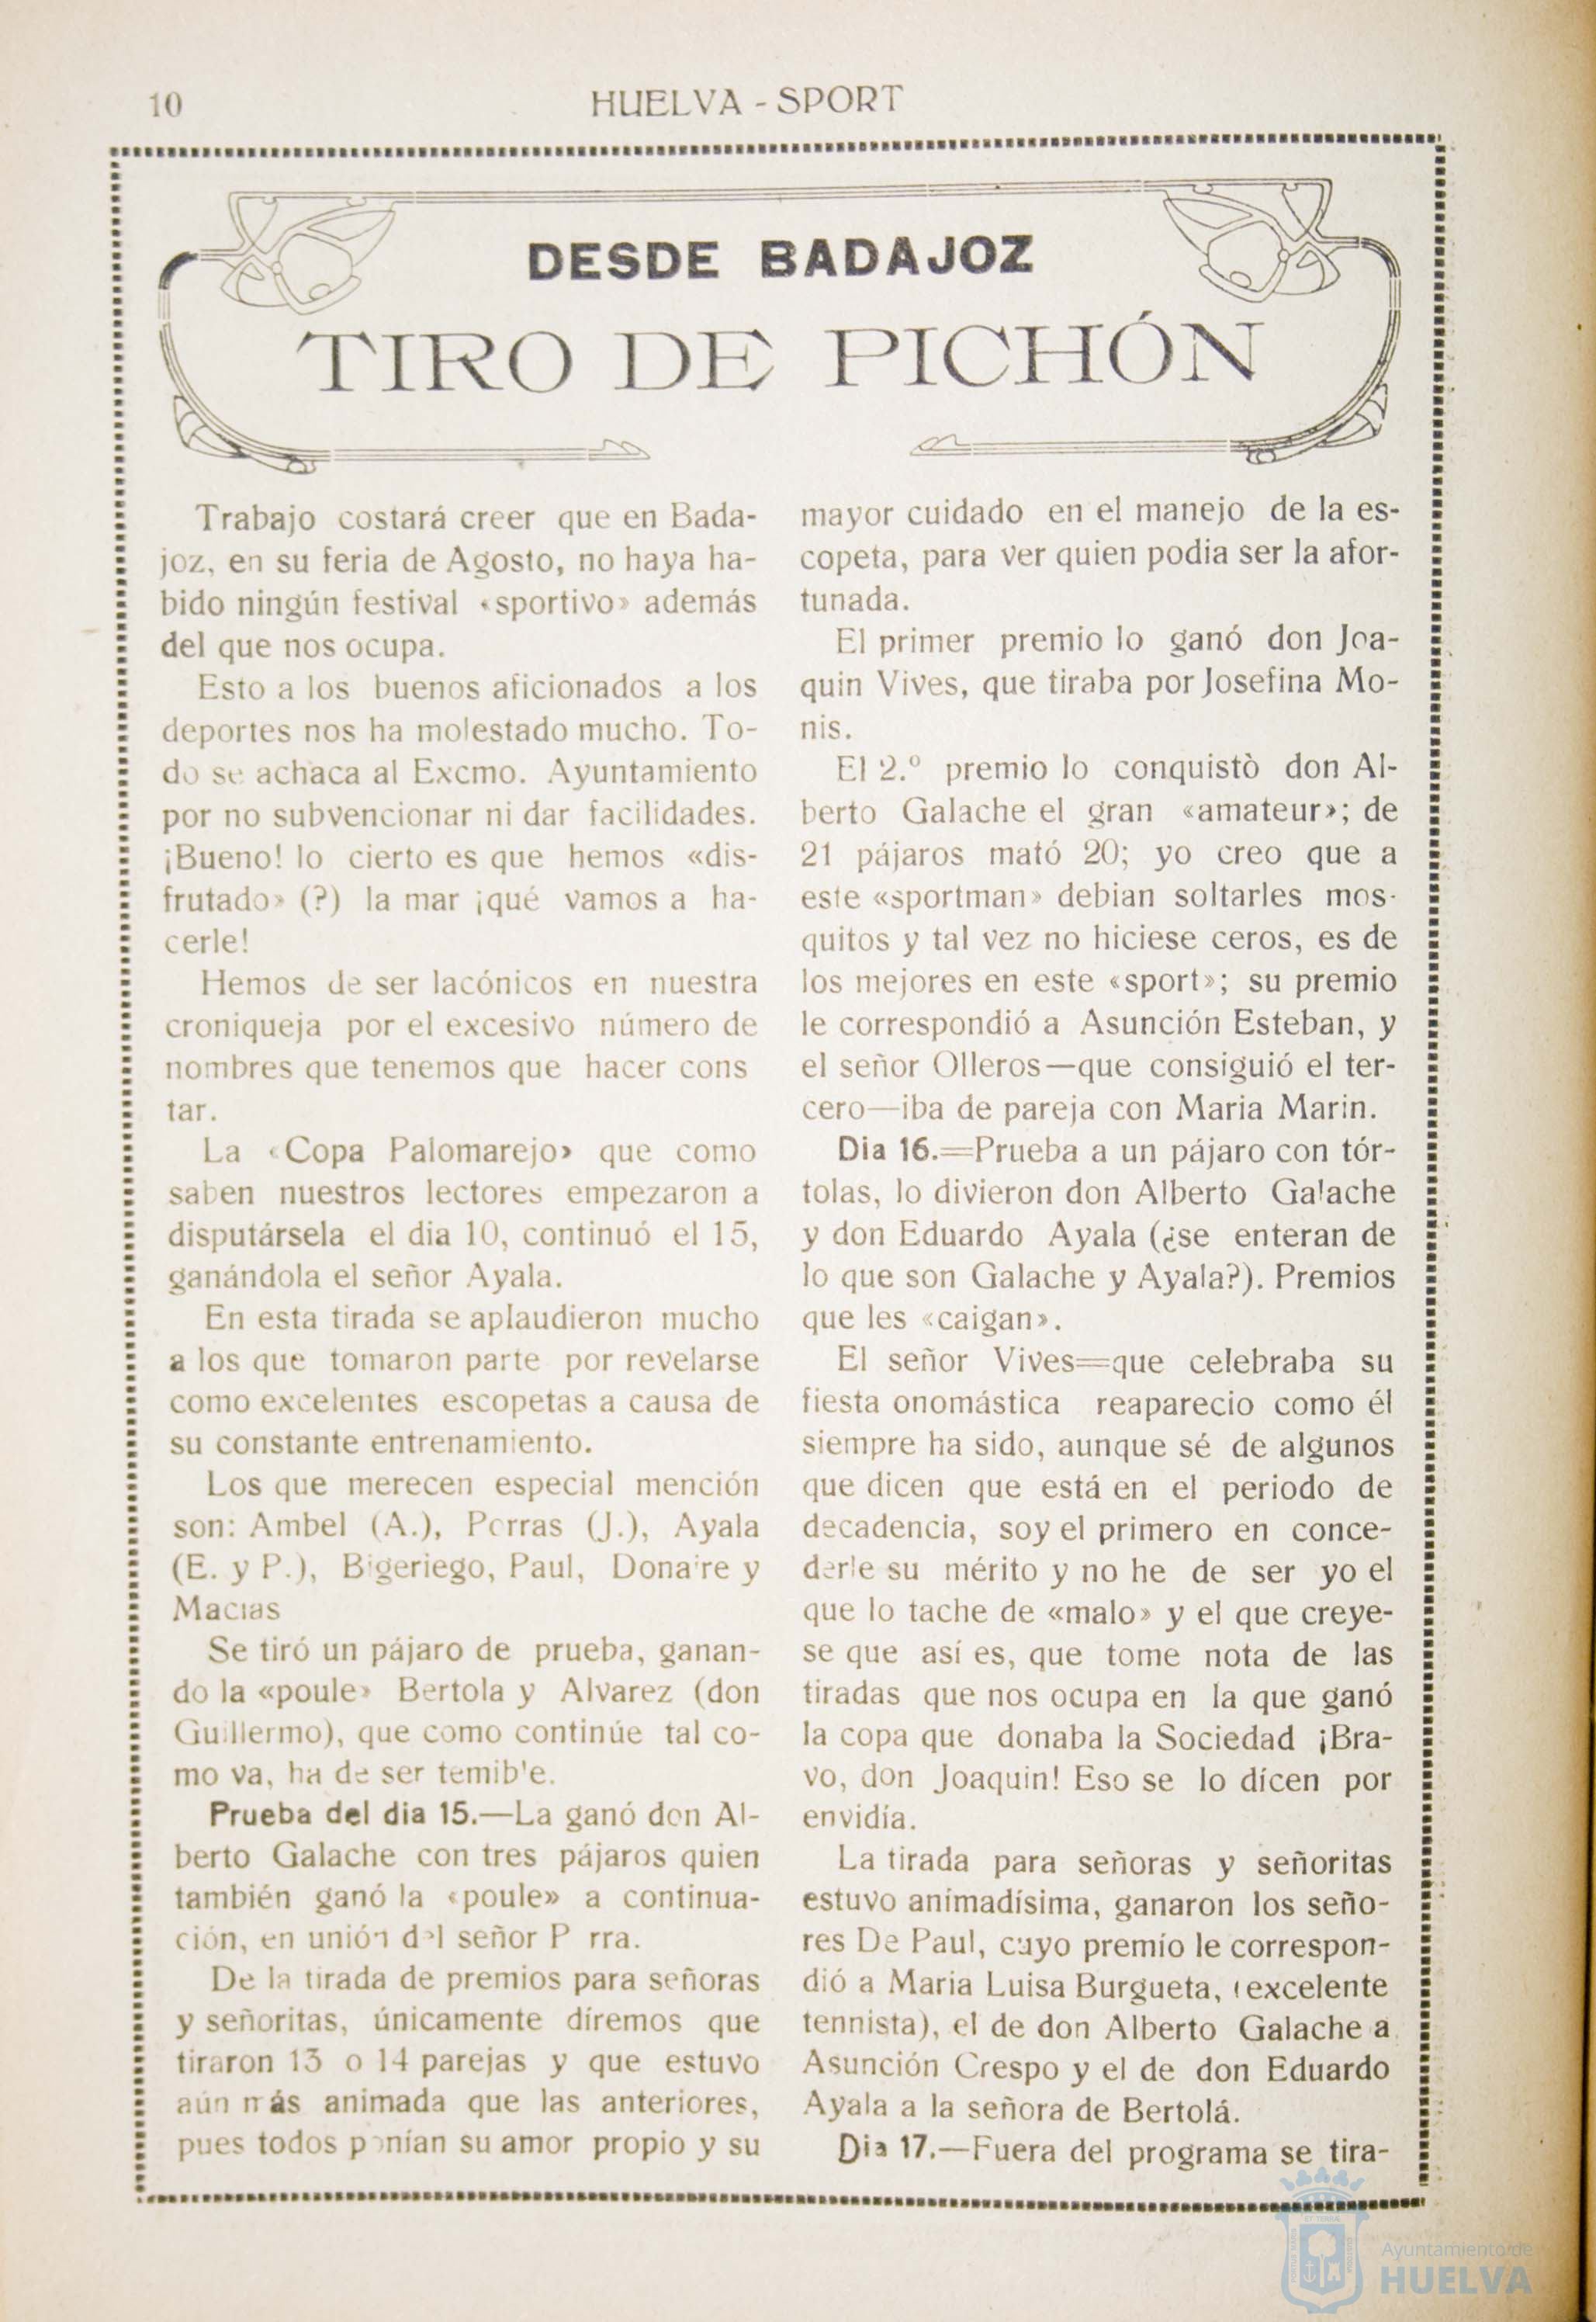 10
HUELVA - SPORT
DESDE BADAJOZ
TIRO DE PICHÓN
Trabajo costará creer que en Bada-
joz, en su feria de Agosto, no haya ha-
bido ningún festival «sportivo» además
del que nos ocupa.
Esto a los buenos aficionados a los
deportes nos ha molestado mucho. To-
do se achaca al Excmo. Ayuntamiento
por no subvencionar ni dar facilidades.
¡Bueno! lo cierto es que hemos «dis-
frutado» (?) la mar ¡qué vamos a ha-
cerle!
Hemos de ser lacónicos en nuestra
croniqueja por el excesivo número de
nombres que tenemos que hacer cons
tar.
La «Copa Palomarejo» que como
saben nuestros lectores empezaron a
disputársela el dia 10, continuó el 15,
ganándola el señor Ayala.
En esta tirada se aplaudieron mucho
a los que tomaron parte por revelarse
como excelentes escopetas a causa de
su constante entrenamiento.
Los que merecen especial mención
son: Ambel (A.), Porras (J.), Ayala
(E. y P.), Bigeriego, Paul, Donaire y
Macias
Se tiró un pájaro de prueba, ganan-
do la «poule» Bertola y Alvarez (don
Guillermo), que como continúe tal co-
mo va, ha de ser temib'e.
Prueba del dia 15.—La ganó don Al-
berto Galache con tres pájaros quien
también ganó la «poule» a continua-
ción, en unión del señor P rra.
De la tirada de premios para señoras
y señoritas, únicamente díremos que
tiraron 13 o 14 parejas y que estuvo
aún más animada que las anteriores,
pues todos ponían su amor propio y su
mayor cuidado en el manejo de la es-
copeta, para ver quien podia ser la afor-
tunada.
El primer premio lo ganó don Joa-
quin Vives, que tiraba por Josefina Mo-
nis.
El 2.º premio lo conquistò don Al-
berto Galache el gran «amateur»; de
21 pájaros mató 20; yo creo que a
este «sportman» debian soltarles mos-
quitos y tal vez no hiciese ceros, es de
los mejores en este «sport»; su premio
le correspondió a Asunción Esteban, y
el señor Olleros—que consiguió el ter-
cero—iba de pareja con Maria Marin.
Dia 16.=Prueba a un pájaro con tór-
tolas, lo divieron don Alberto Galache
y don Eduardo Ayala (¿se enteran de
lo que son Galache y Ayala?). Premios
que les «caigan».
El señor Vives=que celebraba su
fiesta onomástica reaparecio como él
siempre ha sido, aunque sé de algunos
que dicen que está en el periodo de
decadencia, soy el primero en conce-
derle su mérito y no he de ser yo el
que lo tache de «malo» y el que creye-
se que así es, que tome nota de las
tiradas que nos ocupa en la que ganó
la copa que donaba la Sociedad ¡Bra-
vo, don Joaquin! Eso se lo dícen por
envidía.
La tirada para señoras y señoritas
estuvo animadísima, ganaron los seño-
res De Paul, cuyo premío le correspon-
dió a Maria Luisa Burgueta, (excelente
tennista), el de don Alberto Galache a
Asunción Crespo y el de don Eduardo
Ayala a la señora de Bertolá.
Dia 17.—Fuera del programa se tira-
Ayuntamiento de
HUELVA